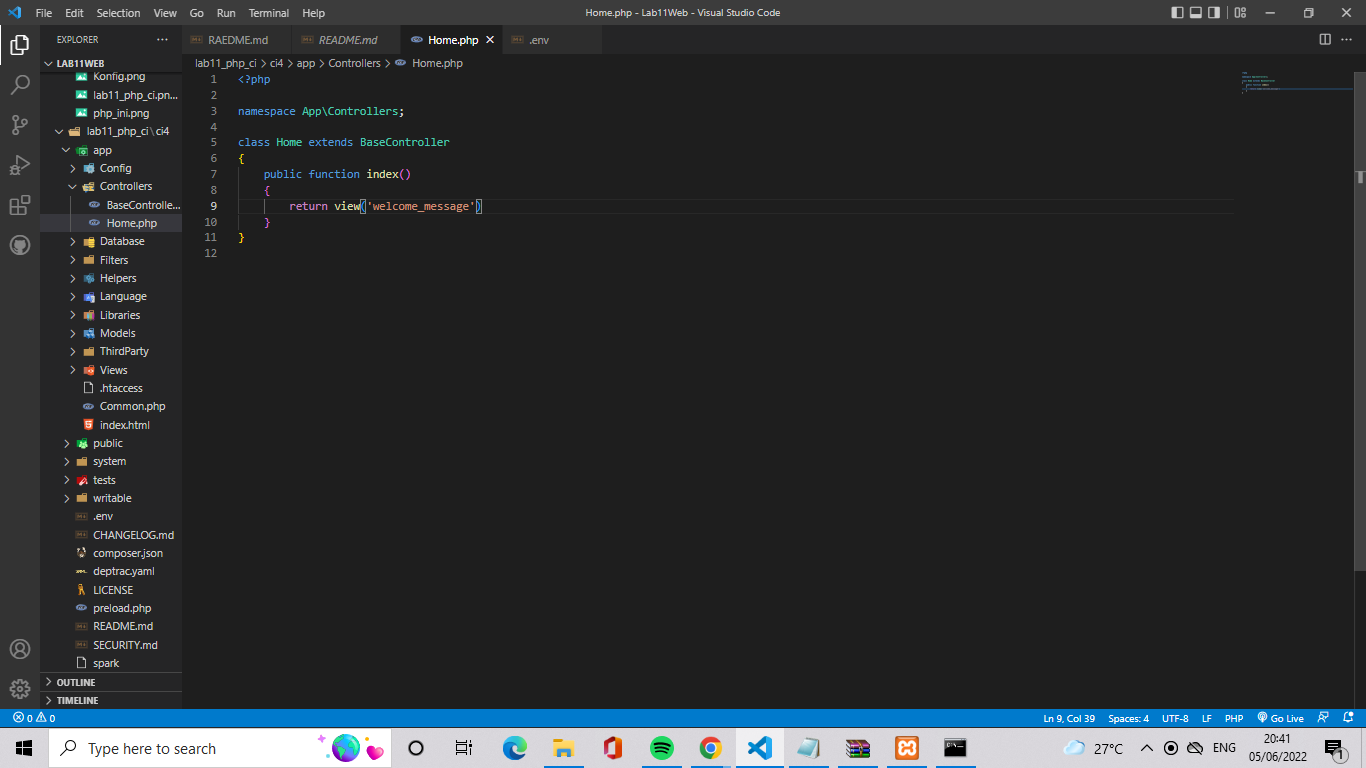 File Edit Selection View Go Run Terminal Help
Home.php - Lab11Web - Visual Studio Code
EXPLORER
RAEDME.md
README.md
Home.php
.env
LAB11WEB
Konfig.png
lab11_php_ci.pn...
php_ini.png
lab11_php_ci\ci4
app
Config
Controllers
BaseControlle...
Home.php
Database
Filters
Helpers
Language
Libraries
Models
ThirdParty
Views
.htaccess
Common.php
index.html
public
system
tests
writable
.env
CHANGELOG.md
composer.json
deptrac.yaml
LICENSE
preload.php
README.md
SECURITY.md
spark
OUTLINE
TIMELINE
lab11_php_ci > ci4 > app > Controllers > Home.php
1 <?php
2
3 namespace App\Controllers;
4
5 class Home extends BaseController
6 {
7 public function index()
8 {
9 return view('welcome_message')
10 }
11 }
12
0 0
Ln 9, Col 39 Spaces: 4 UTF-8 LF PHP Go Live
Type here to search
27°C
ENG
20:41
05/06/2022
1